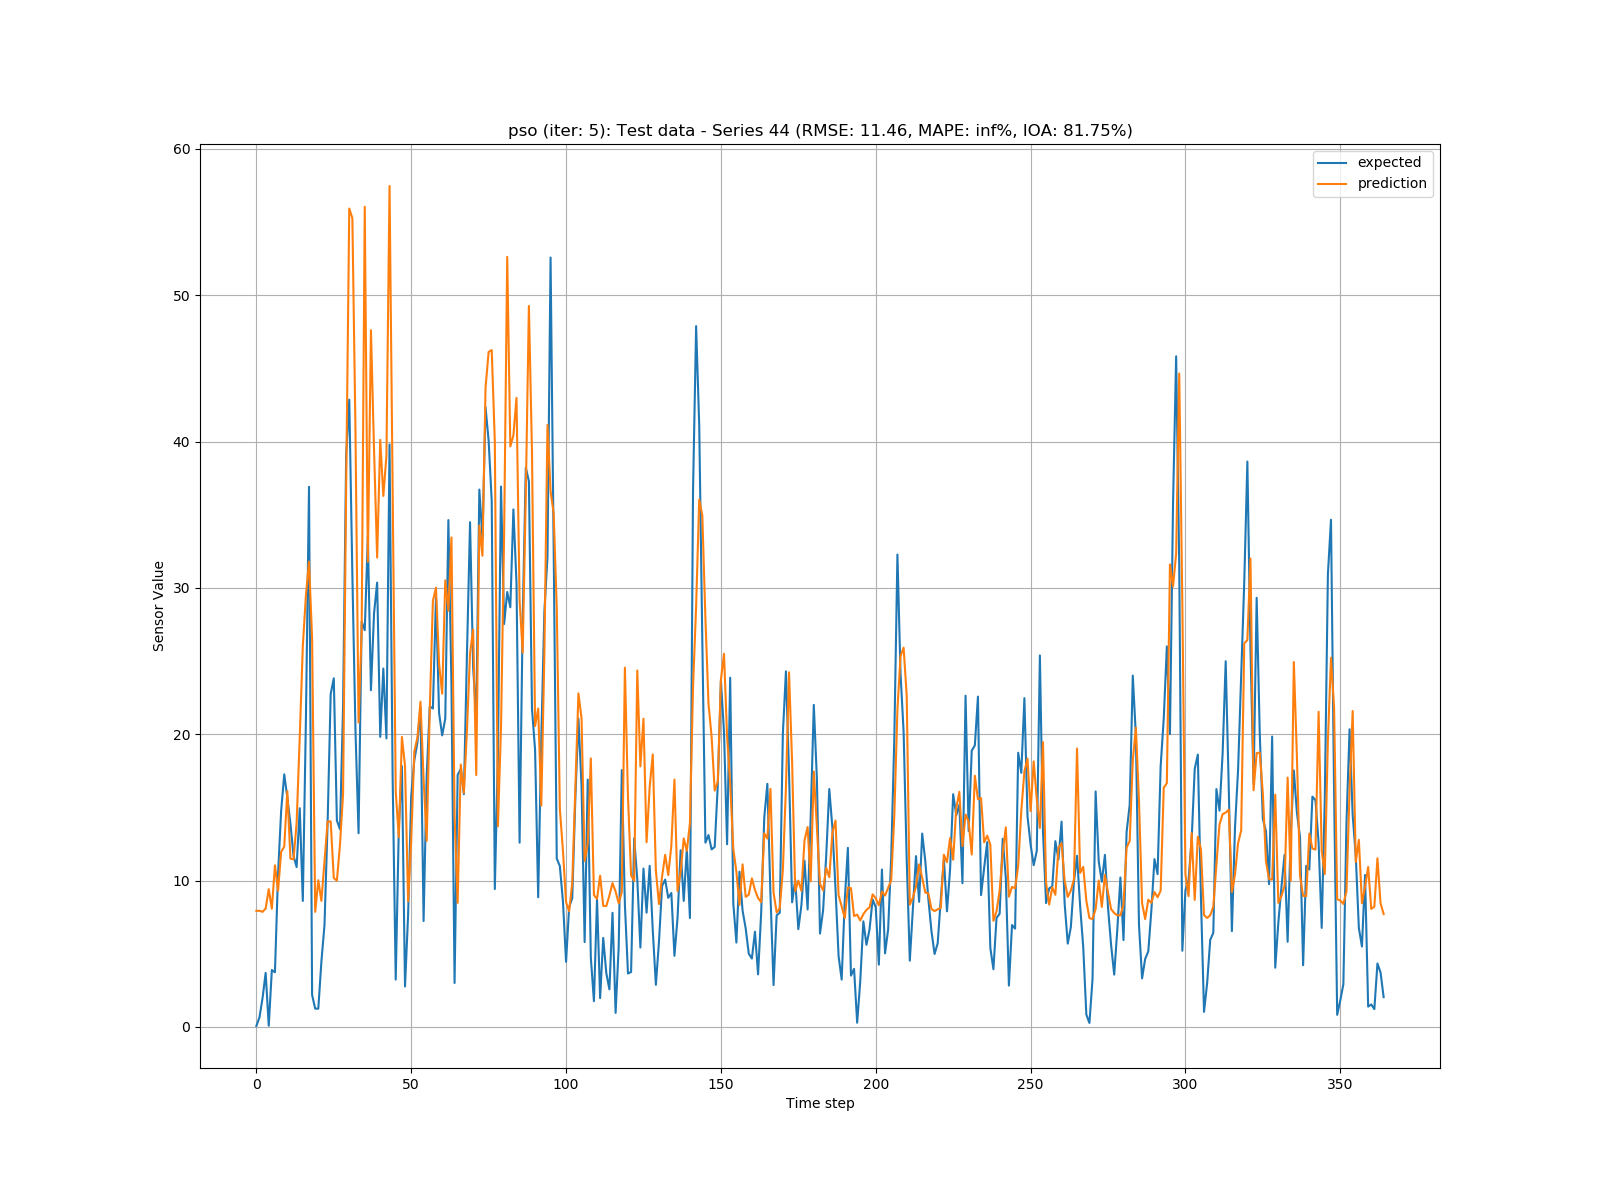 pso (iter: 5): Test data - Series 44 (RMSE: 11.46, MAPE: inf%, IOA: 81.75%)
expected
prediction
60
50
40
30
20
10
0
Sensor Value
0 50 100 150 200 250 300 350
Time step